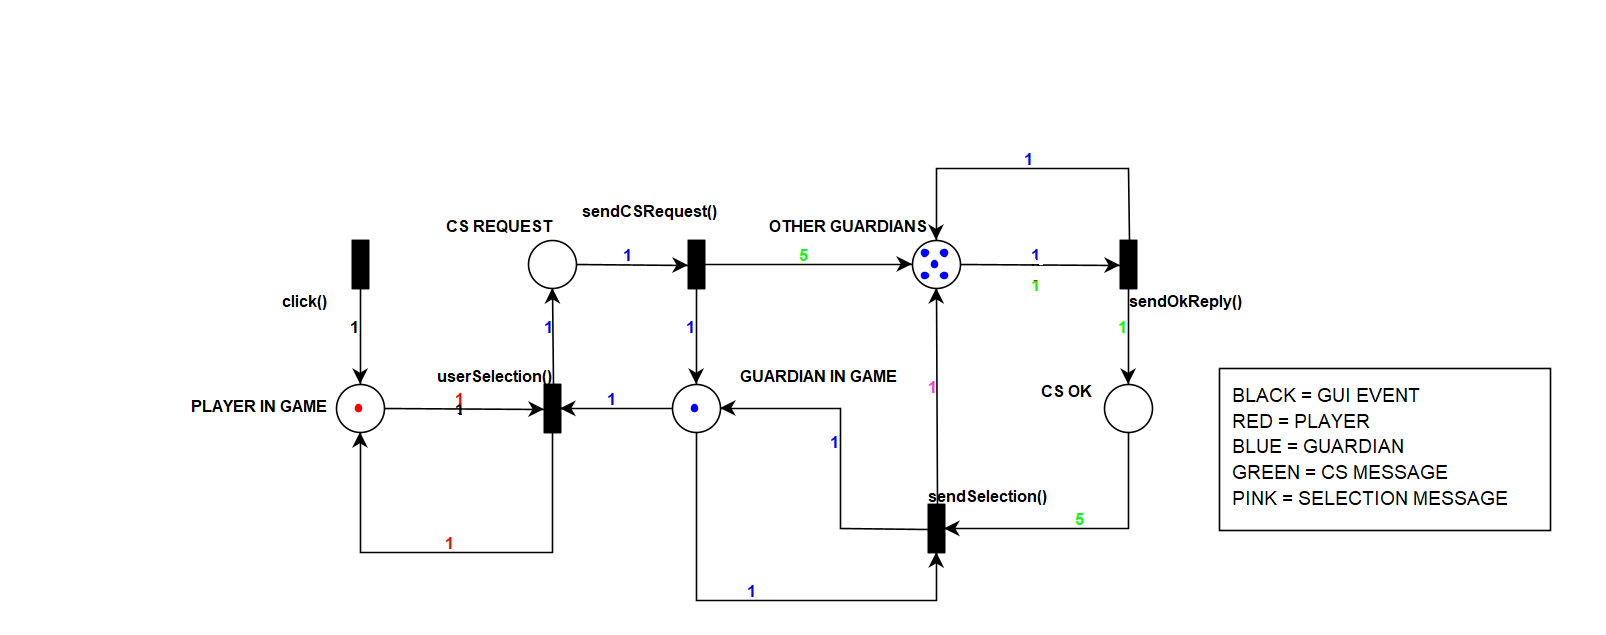 1
sendCSRequest()
CS REQUEST
OTHER GUARDIANS
1
5
1
1
click()
sendOkReply()
1
1
1
1
userSelection()
GUARDIAN IN GAME
1
CS OK
PLAYER IN GAME
1
1
1
1
BLACK = GUI EVENT
RED = PLAYER
BLUE = GUARDIAN
GREEN = CS MESSAGE
PINK = SELECTION MESSAGE
sendSelection()
5
1
1